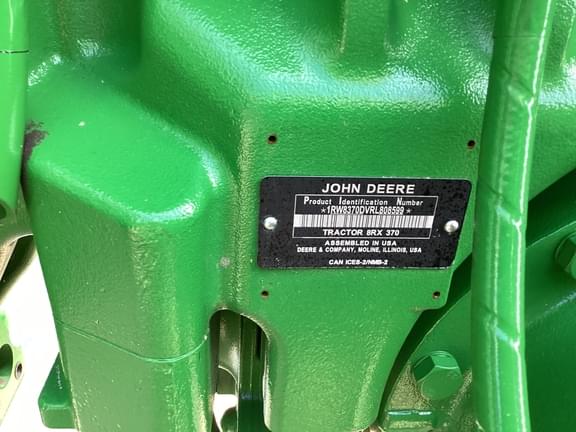 JOHN DEERE
Product Identification Number
*1RW8370DVRL808599*
TRACTOR 8RX 370
ASSEMBLED IN USA
DEERE & COMPANY, MOLINE, ILLINOIS, USA
CAN ICES-2/NMB-2